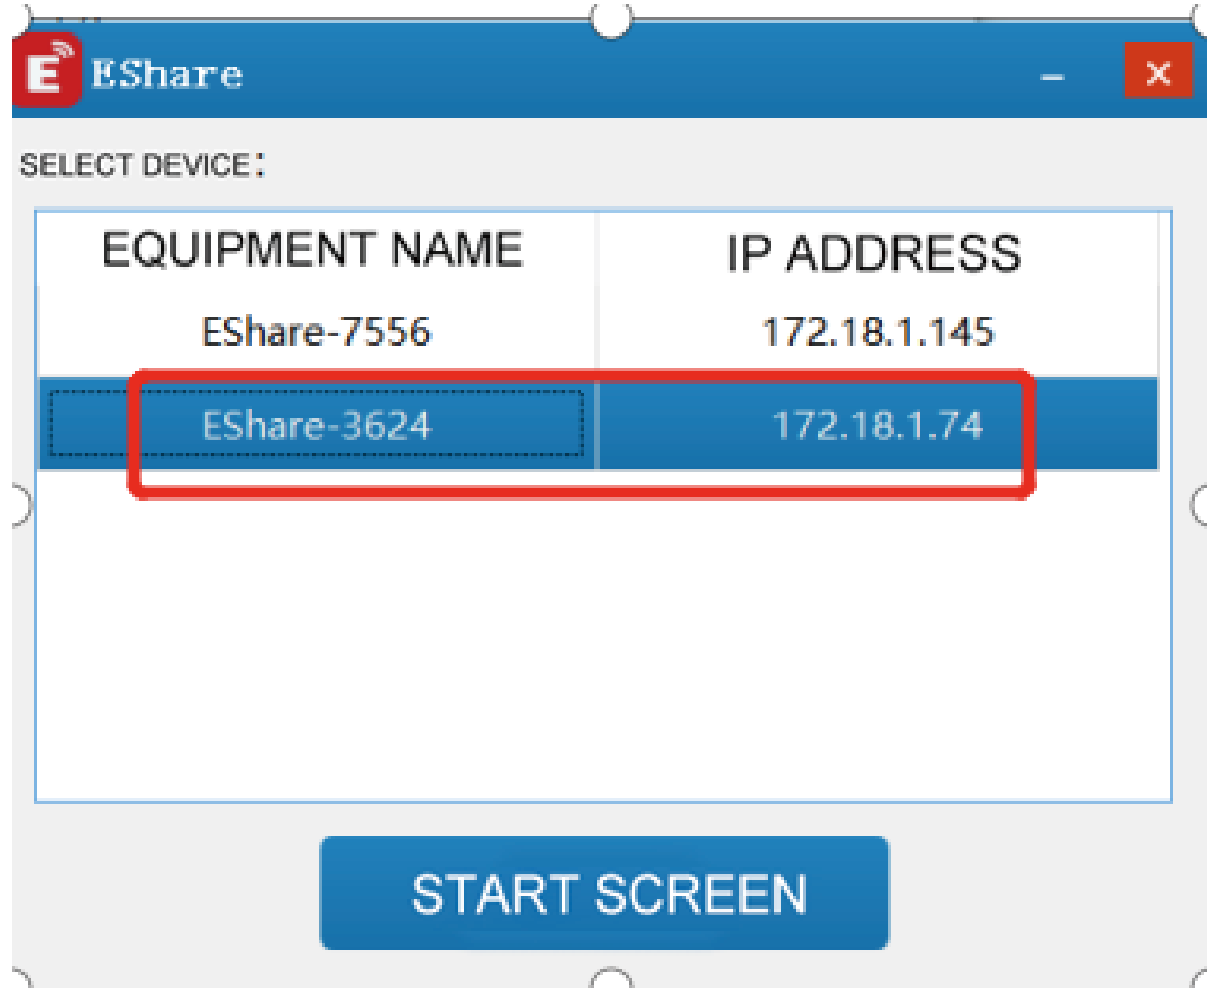 E EShare
SELECT DEVICE:
EQUIPMENT NAME IP ADDRESS
EShare-7556 172.18.1.145
EShare-3624 172.18.1.74
START SCREEN